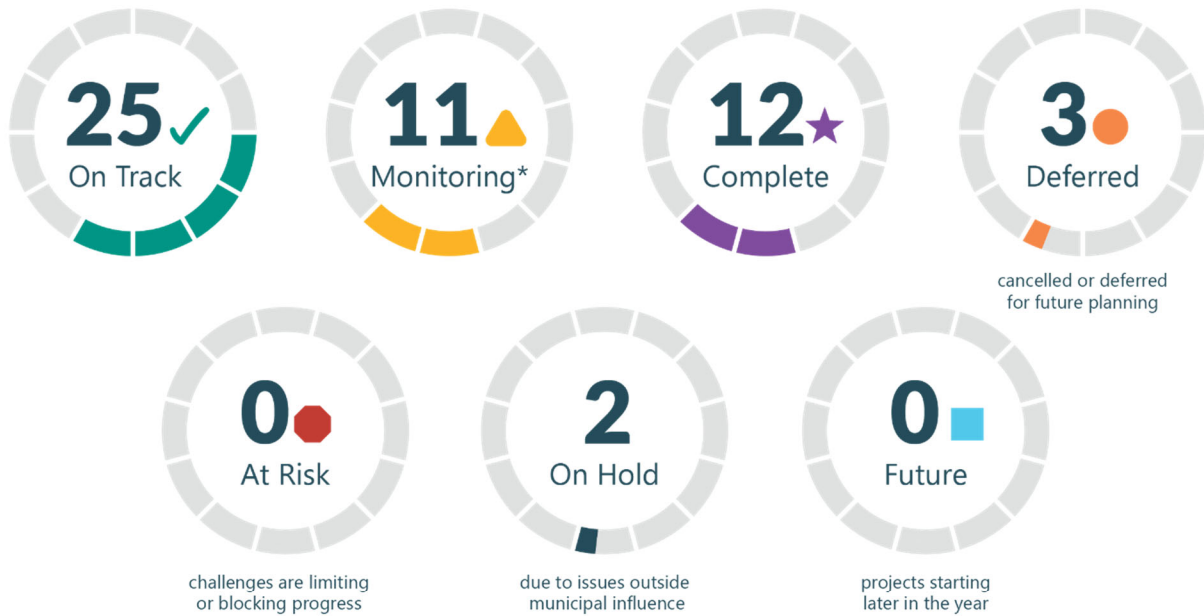 25
On Track
11
Monitoring*
12
Complete
3
Deferred
cancelled or deferred
for future planning
0
At Risk
challenges are limiting
or blocking progress
2
On Hold
due to issues outside
municipal influence
0
Future
projects starting
later in the year